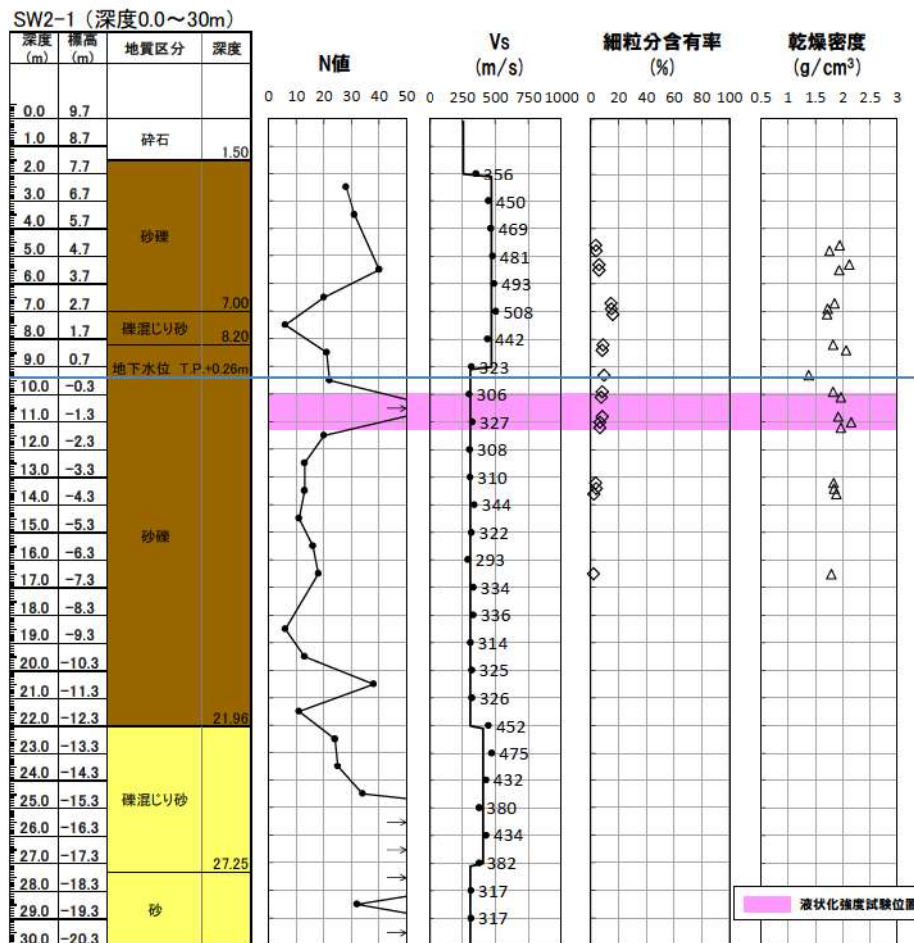 SW2-1（深度0.0～30m）
深度 標高 地質区分 深度
(m) (m)
N値
Vs
(m/s)
細粒分含有率
(%)
乾燥密度
(g/cm³)
0 10 20 30 40 50
0 250 500 750 1000
0 20 40 60 80 100
0.5 1 1.5 2 2.5 3
0.0 9.7
1.0 8.7 砕石 1.50
2.0 7.7 356
3.0 6.7 450
4.0 5.7 469
砂礫
5.0 4.7 481
6.0 3.7 493
7.0 2.7 7.00 508
8.0 1.7 礫混じり砂 8.20 442
9.0 0.7 323
地下水位 T.P.+0.26m
10.0 -0.3 306
11.0 -1.3 327
12.0 -2.3 308
13.0 -3.3 310
14.0 -4.3 344
15.0 -5.3 砂礫 322
16.0 -6.3 293
17.0 -7.3 334
18.0 -8.3 336
19.0 -9.3 314
20.0 -10.3 325
21.0 -11.3 326
22.0 -12.3 21.96 452
23.0 -13.3 475
24.0 -14.3 432
25.0 -15.3 礫混じり砂 380
26.0 -16.3 434
27.0 -17.3 27.25 382
28.0 -18.3 317
29.0 -19.3 砂 317
30.0 -20.3
液状化強度試験位置